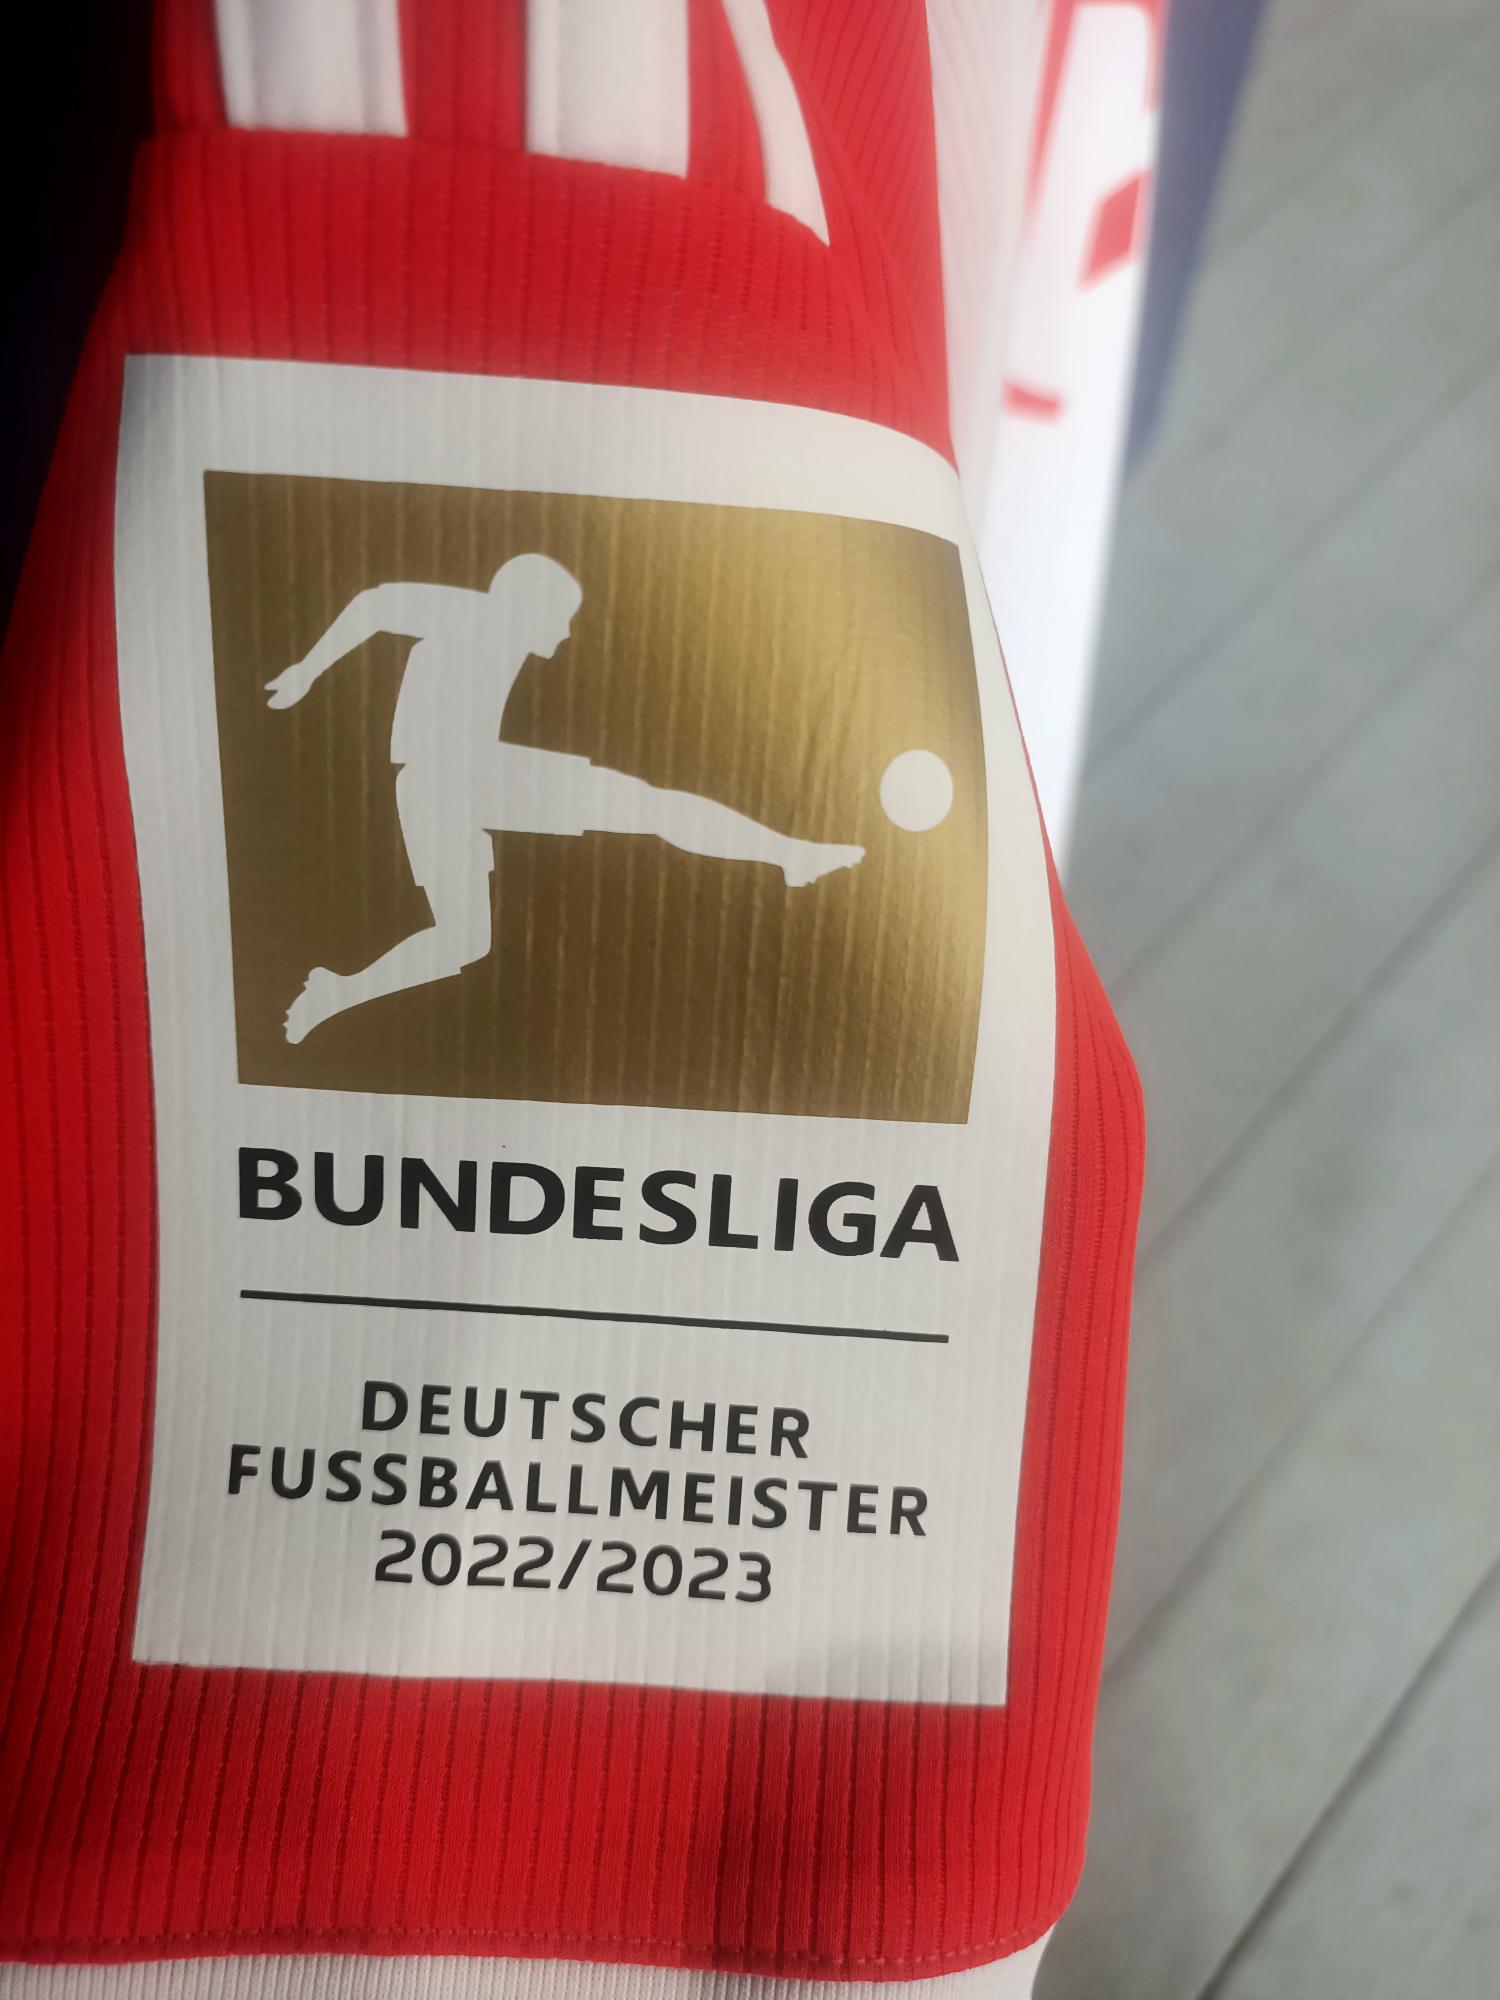 BUNDESLIGA
DEUTSCHER
FUSSBALLMEISTER
2022/2023